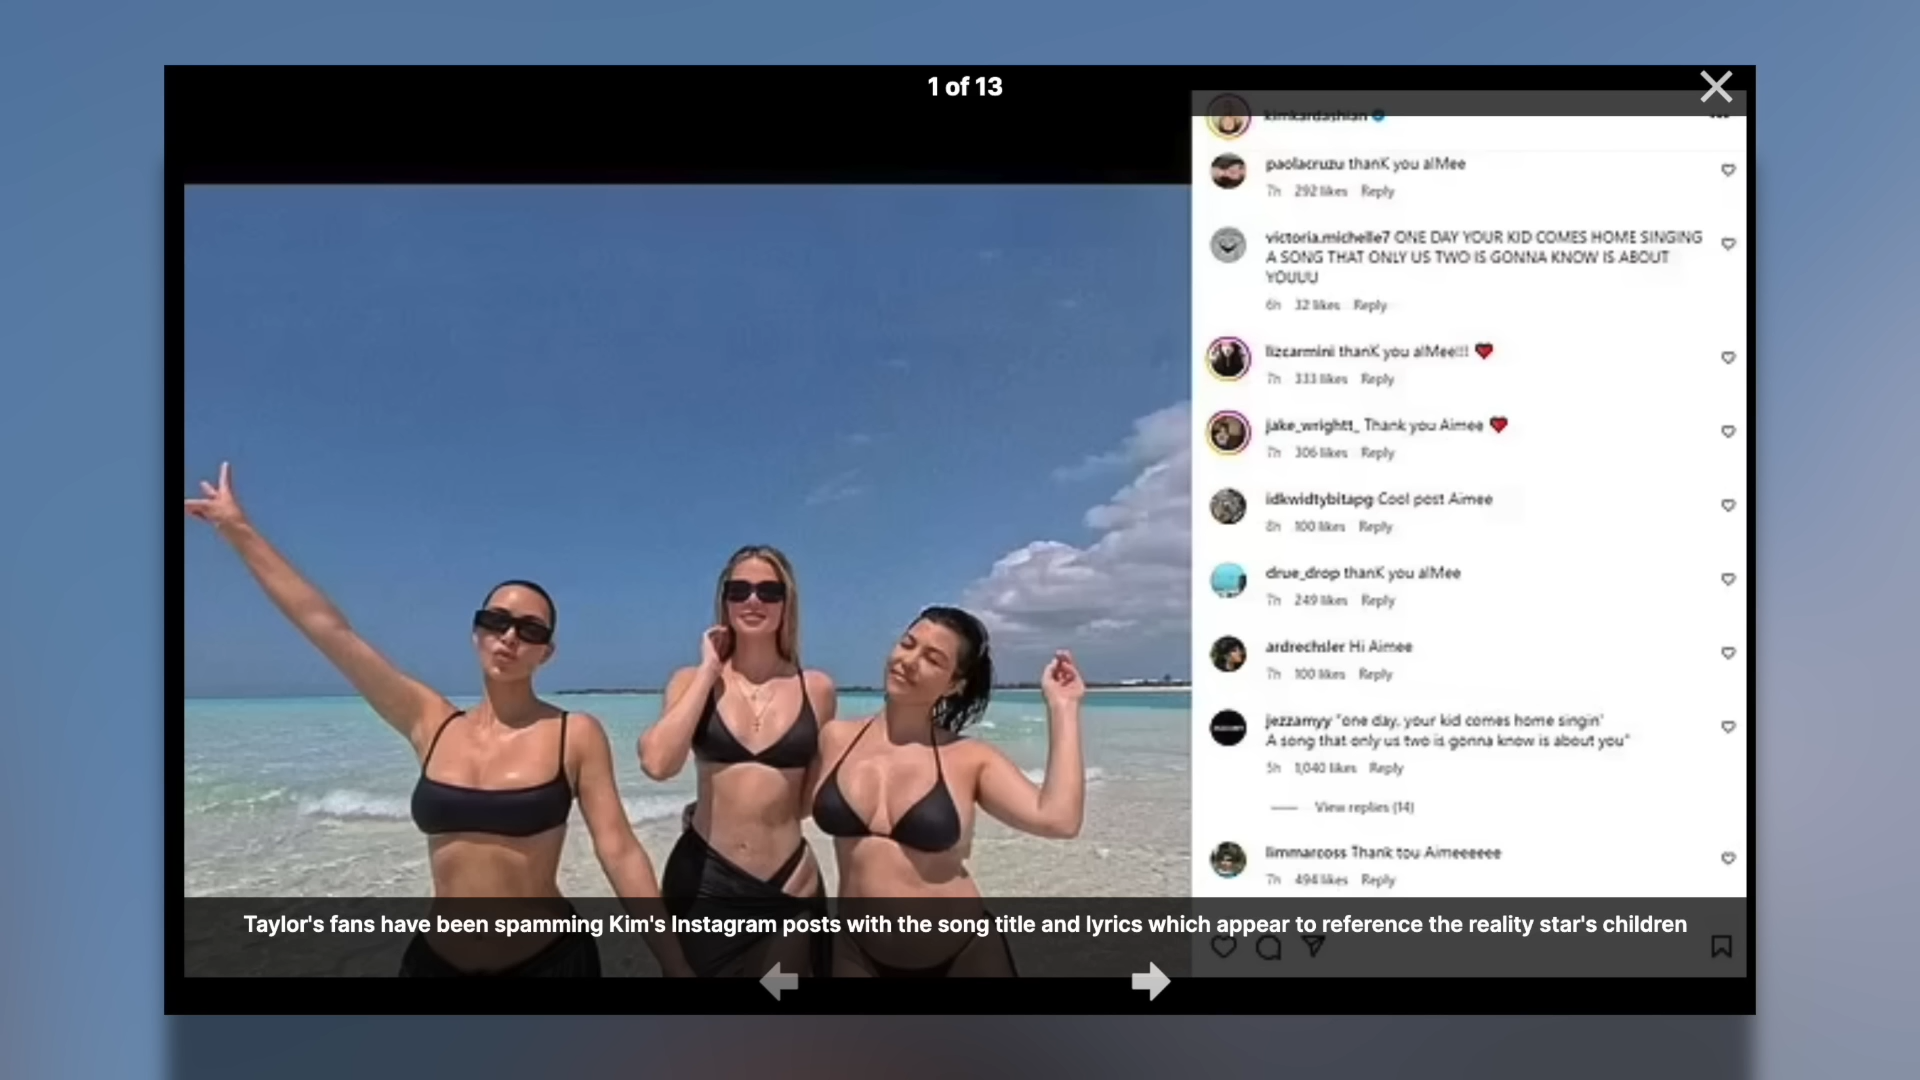 1 of 13
kimkardashian
paolacruzu thanK you aIMee
7h 292 likes Reply
victoria.michelle7 ONE DAY YOUR KID COMES HOME SINGING
A SONG THAT ONLY US TWO IS GONNA KNOW IS ABOUT
YOUUU
6h 32 likes Reply
lizcarmini thanK you aIMee!!! ❤️
7h 333 likes Reply
jake_wrightt_ Thank you Aimee ❤️
7h 306 likes Reply
idkwidtybitapg Cool post Aimee
8h 100 likes Reply
drue_drop thanK you aIMee
7h 249 likes Reply
ardrechsler Hi Aimee
7h 100 likes Reply
jezzamyy "one day, your kid comes home singin'
A song that only us two is gonna know is about you"
5h 1,040 likes Reply
View replies (14)
limmarcoss Thank tou Aimeeeeee
7h 494 likes Reply
Taylor's fans have been spamming Kim's Instagram posts with the song title and lyrics which appear to reference the reality star's children